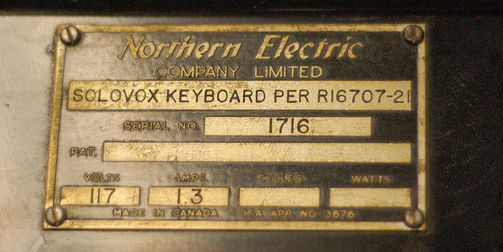 Northern Electric
COMPANY LIMITED
SOLOVOX KEYBOARD PER R16707-21
SERIAL NO. 1716
PAT.
VOLTS AMPS. CYCLES WATTS
117 1.3
MADE IN CANADA CSA APP. NO. 3676